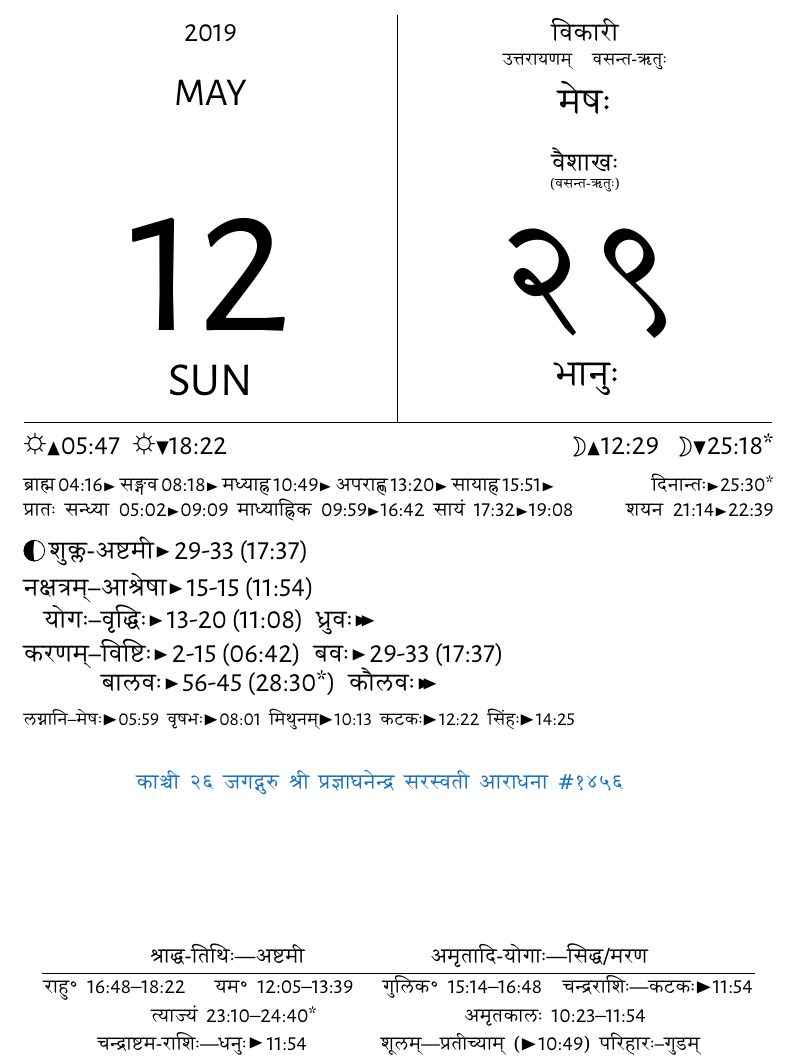 2019
MAY
12
SUN
विकारी
उत्तरायणम् वसन्त-ऋतुः
मेषः
वैशाखः
(वसन्त-ऋतुः)
२९
भानुः
☼▲05:47 ☼▼18:22 ☽▲12:29 ☽▼25:18*
ब्राह्म 04:16► सङ्गव 08:18► मध्याह्न 10:49► अपराह्ण 13:20► सायाह्न 15:51► दिनान्तः►25:30*
प्रातः सन्ध्या 05:02►09:09 माध्याह्निक 09:59►16:42 सायं 17:32►19:08 शयन 21:14►22:39
◐ शुक्ल-अष्टमी► 29-33 (17:37)
नक्षत्रम्–आश्रेषा► 15-15 (11:54)
योगः–वृद्धिः► 13-20 (11:08) ध्रुवः►►
करणम्–विष्टिः► 2-15 (06:42) बवः► 29-33 (17:37)
बालवः► 56-45 (28:30*) कौलवः►►
लग्नानि–मेषः►05:59 वृषभः►08:01 मिथुनम्►10:13 कटकः►12:22 सिंहः►14:25
काञ्ची २६ जगद्गुरु श्री प्रज्ञाघनेन्द्र सरस्वती आराधना #१४५६
श्राद्ध-तिथिः—अष्टमी अमृतादि-योगाः—सिद्ध/मरण
राहु॰ 16:48–18:22 यम॰ 12:05–13:39 गुलिक॰ 15:14–16:48 चन्द्रराशिः—कटकः►11:54
त्याज्यं 23:10–24:40* अमृतकालः 10:23–11:54
चन्द्राष्टम-राशिः—धनुः► 11:54 शूलम्—प्रतीच्याम् (►10:49) परिहारः–गुडम्